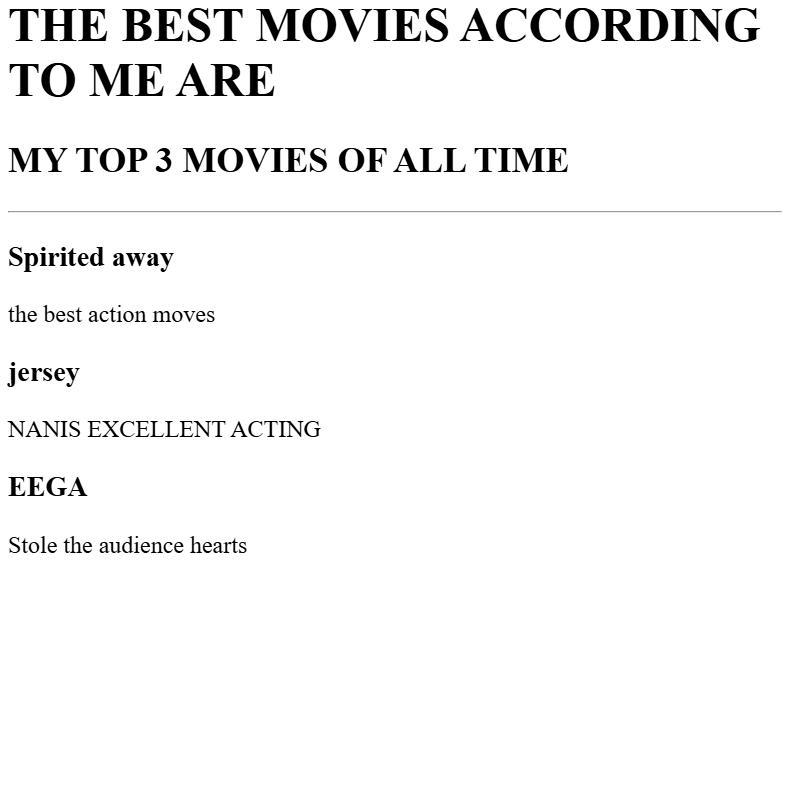 THE BEST MOVIES ACCORDING
TO ME ARE
MY TOP 3 MOVIES OF ALL TIME
Spirited away
the best action moves
jersey
NANIS EXCELLENT ACTING
EEGA
Stole the audience hearts